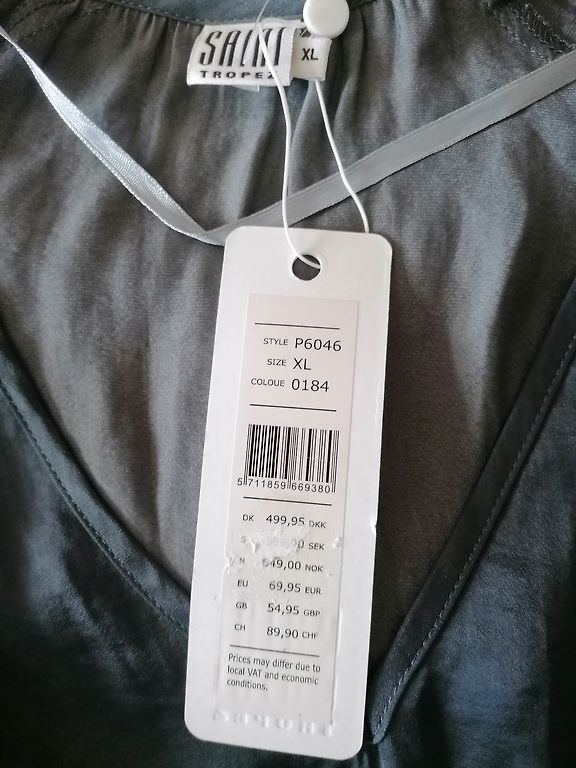 SAINT
TROPEZ
XL
STYLE P6046
SIZE XL
COLOUE 0184
5 711859 669380
DK 499,95 DKK
SEK
649,00 NOK
EU 69,95 EUR
GB 54,95 GBP
CH 89,90 CHF
Prices may differ due to
local VAT and economic
conditions.